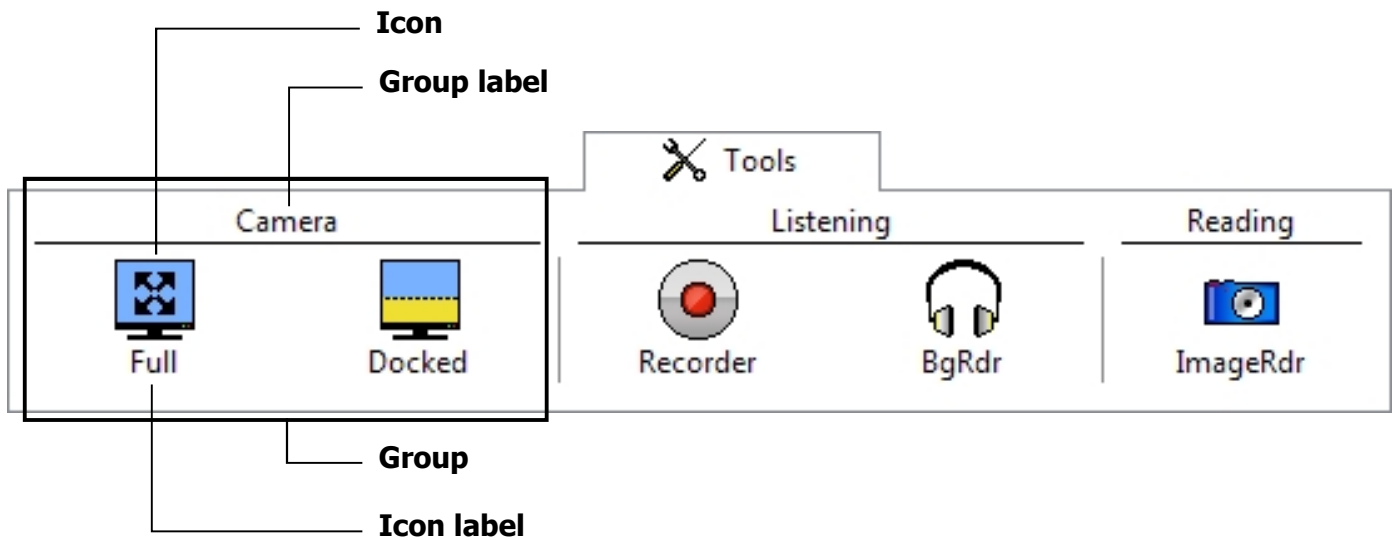 Icon
Group label
Tools
Camera
Listening
Reading
Full
Docked
Recorder
BgRdr
ImageRdr
Group
Icon label